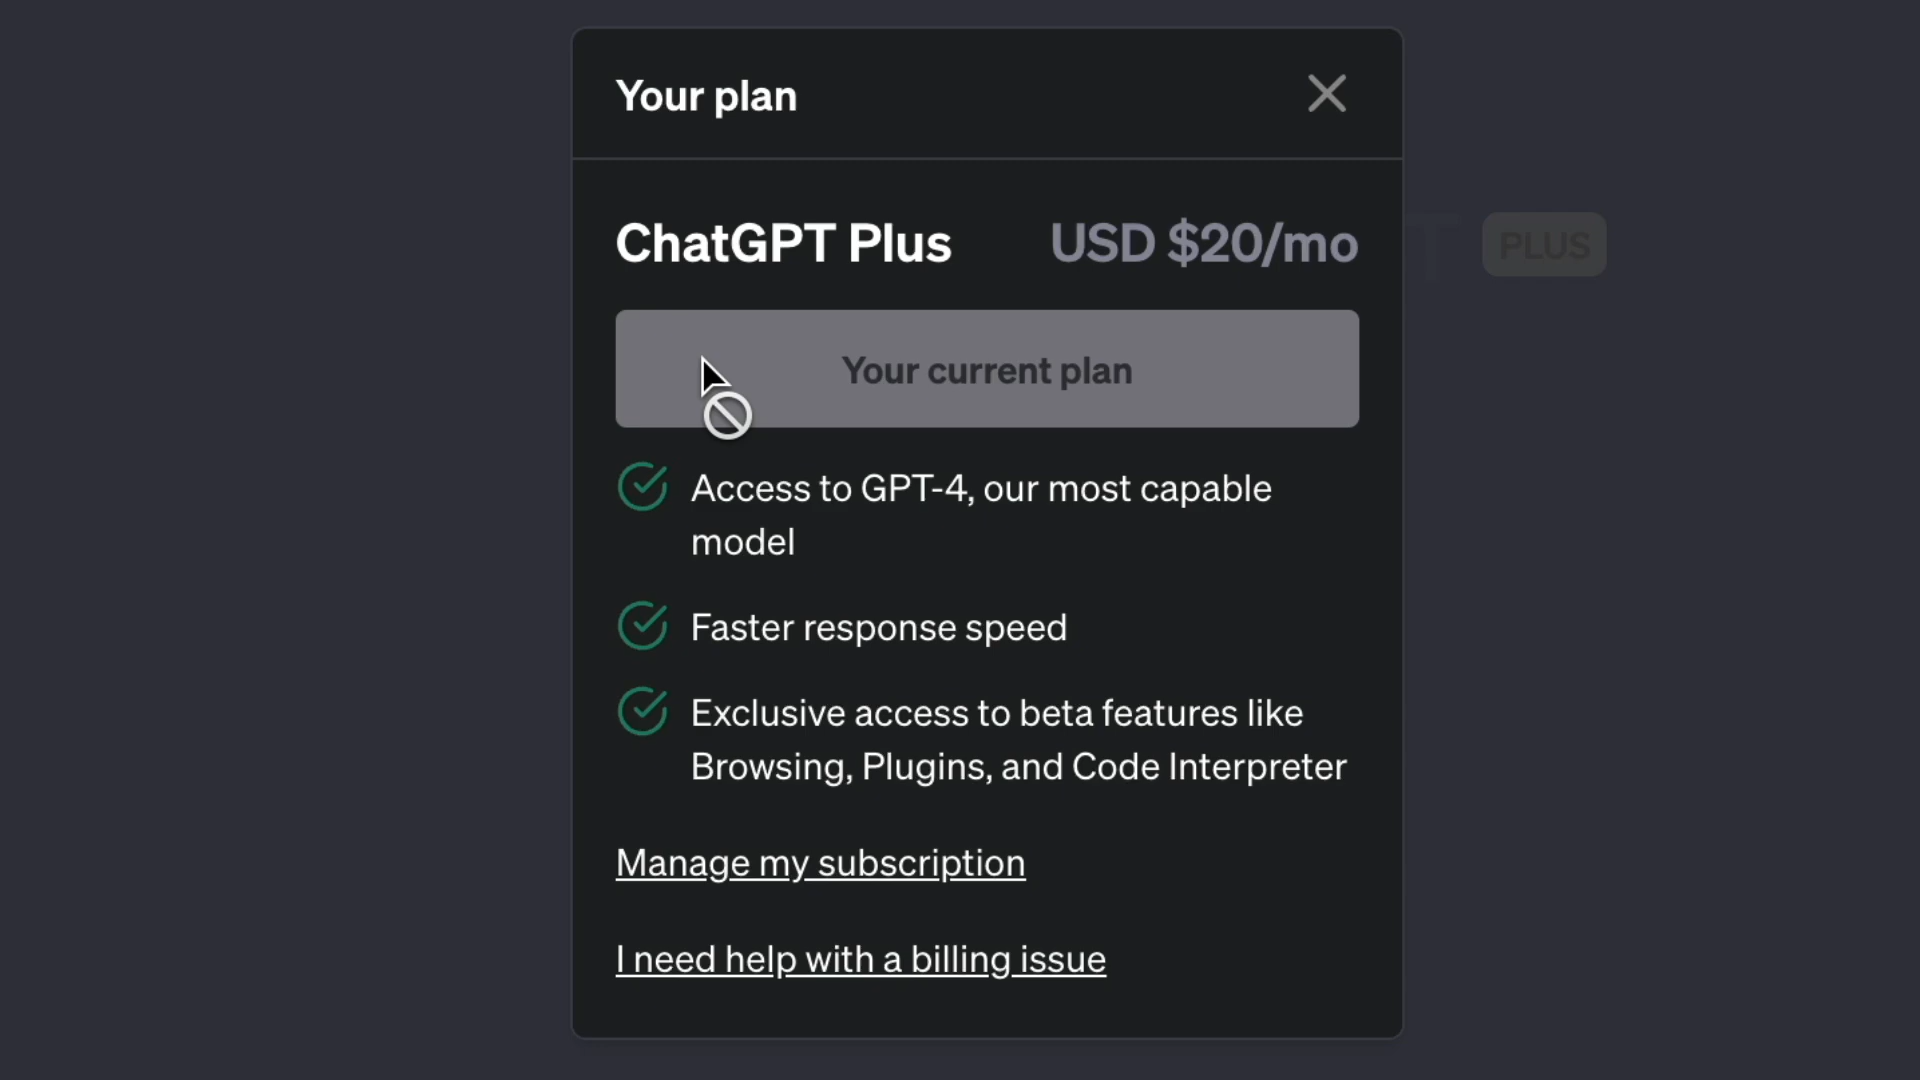 Your plan
ChatGPT Plus USD $20/mo
PLUS
Your current plan
Access to GPT-4, our most capable
model
Faster response speed
Exclusive access to beta features like
Browsing, Plugins, and Code Interpreter
Manage my subscription
I need help with a billing issue